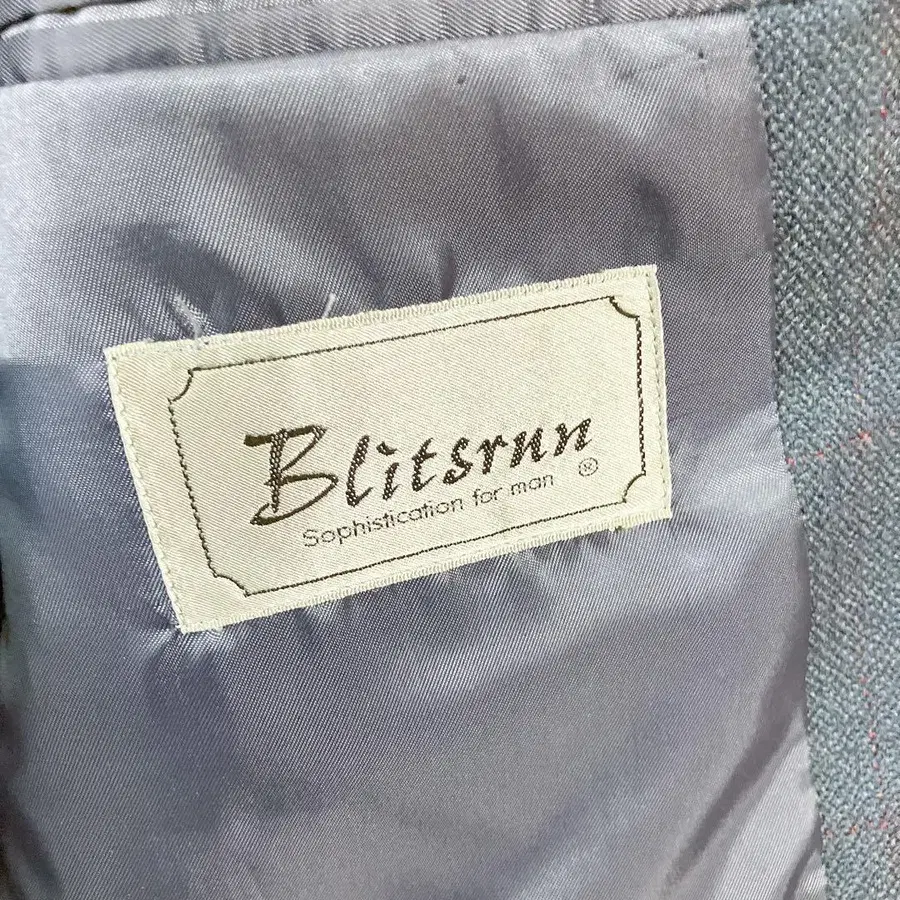 Blitsrun
Sophistication for man ®